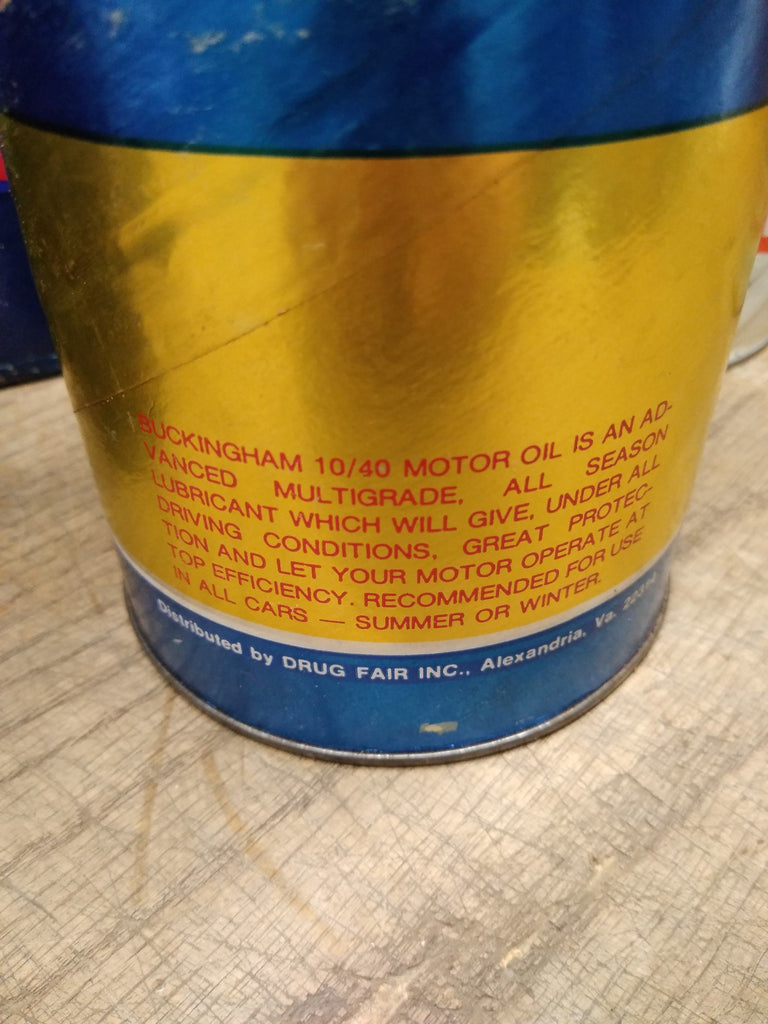 BUCKINGHAM 10/40 MOTOR OIL IS AN AD-
VANCED MULTIGRADE, ALL SEASON
LUBRICANT WHICH WILL GIVE, UNDER ALL
DRIVING CONDITIONS, GREAT PROTEC-
TION AND LET YOUR MOTOR OPERATE AT
TOP EFFICIENCY. RECOMMENDED FOR USE
IN ALL CARS — SUMMER OR WINTER.
Distributed by DRUG FAIR INC., Alexandria, Va.